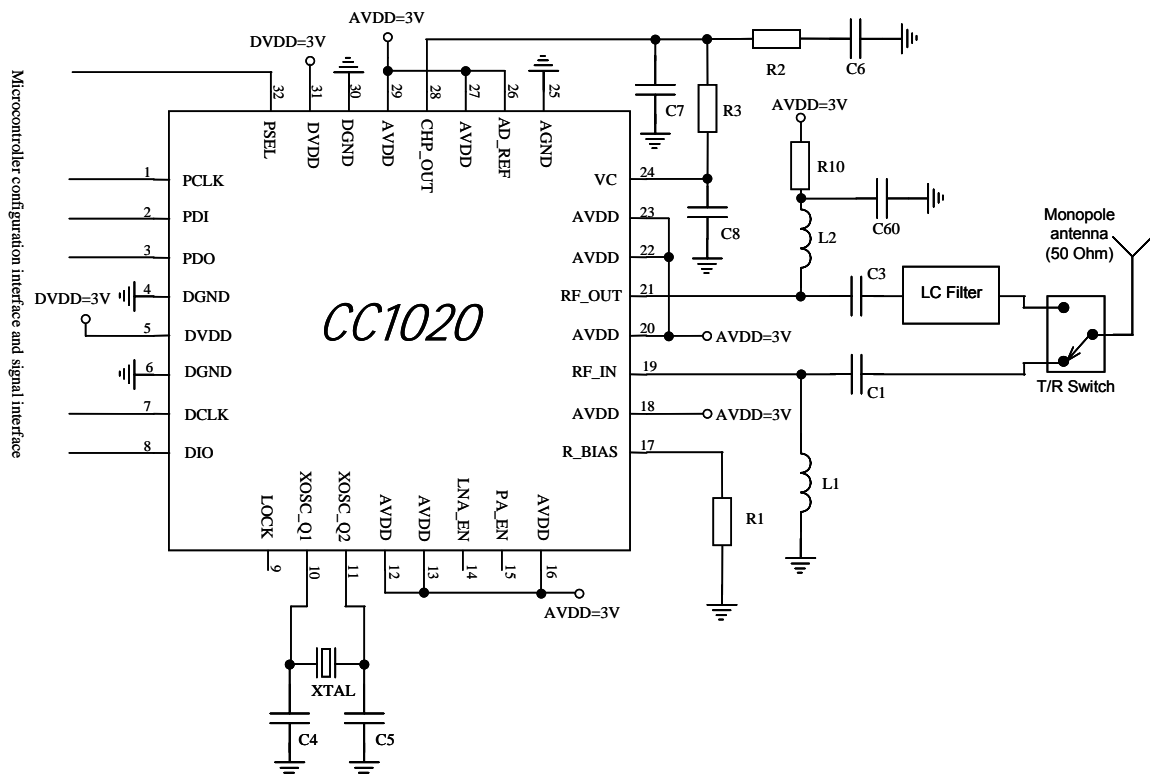 AVDD=3V
DVDD=3V
Microcontroller configuration interface and signal interface
32
31
30
29
28
27
26
25
PSEL
DVDD
DGND
AVDD
CHP_OUT
AVDD
AD_REF
AGND
R2
C6
C7
R3
AVDD=3V
R10
C60
L2
C8
1 PCLK
2 PDI
3 PDO
4 DGND
DVDD=3V
5 DVDD
6 DGND
7 DCLK
8 DIO
CC1020
VC 24
AVDD 23
AVDD 22
RF_OUT 21
AVDD 20
AVDD=3V
RF_IN 19
AVDD 18
AVDD=3V
R_BIAS 17
C3
LC Filter
Monopole
antenna
(50 Ohm)
T/R Switch
C1
L1
R1
LOCK
XOSC_Q1
XOSC_Q2
AVDD
AVDD
LNA_EN
PA_EN
AVDD
9
10
11
12
13
14
15
16
AVDD=3V
XTAL
C4
C5